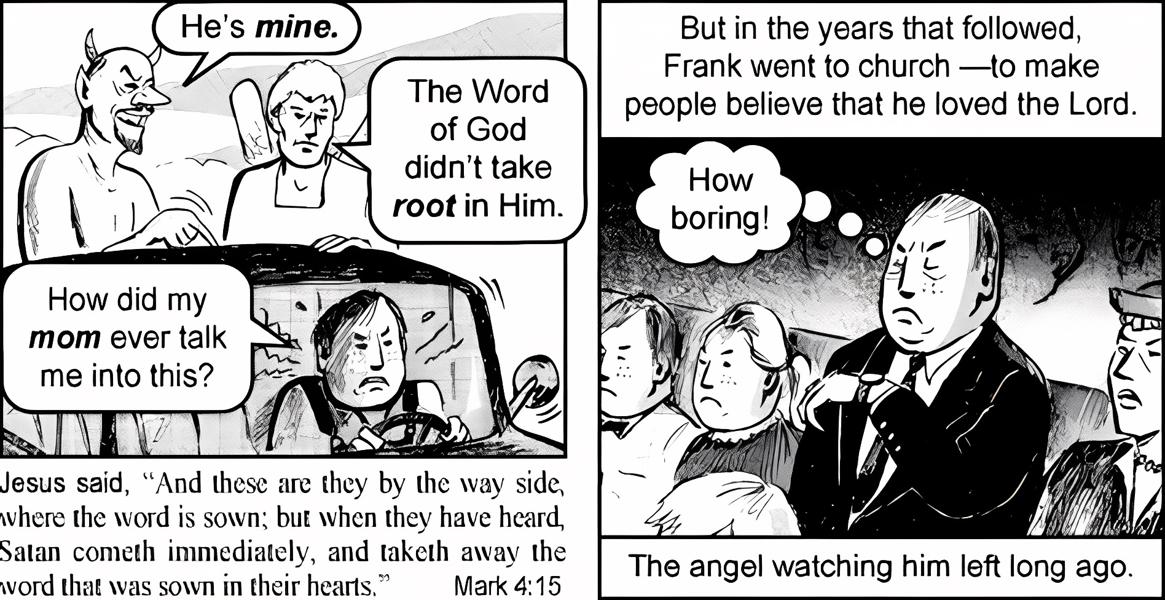 He's mine.
The Word
of God
didn't take
root in Him.
How did my
mom ever talk
me into this?
Jesus said, “And these are they by the way side,
where the word is sown; but when they have heard,
Satan cometh immediately, and taketh away the
word that was sown in their hearts.” Mark 4:15
But in the years that followed,
Frank went to church —to make
people believe that he loved the Lord.
How
boring!
The angel watching him left long ago.